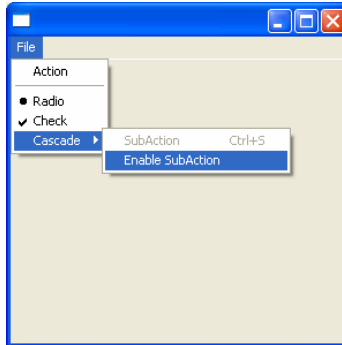 File
Action
Radio
Check
Cascade
SubAction Ctrl+S
Enable SubAction